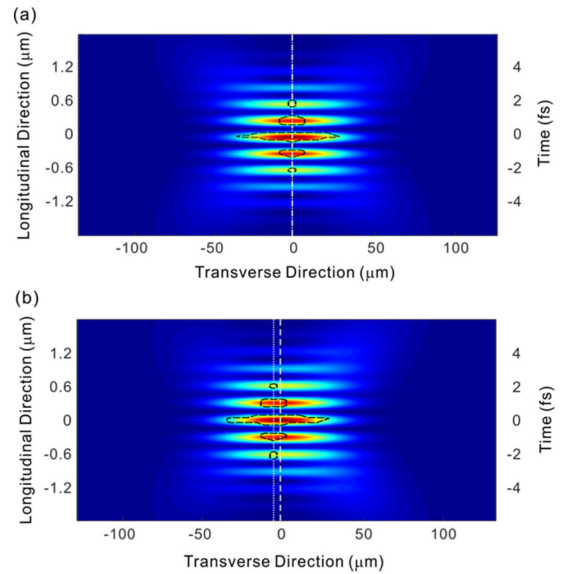 (a)
Longitudinal Direction (μm)
1.2
0.6
0
-0.6
-1.2
4
2
0
-2
-4
Time (fs)
-100 -50 0 50 100
Transverse Direction (μm)
(b)
Longitudinal Direction (μm)
1.2
0.6
0
-0.6
-1.2
4
2
0
-2
-4
Time (fs)
-100 -50 0 50 100
Transverse Direction (μm)